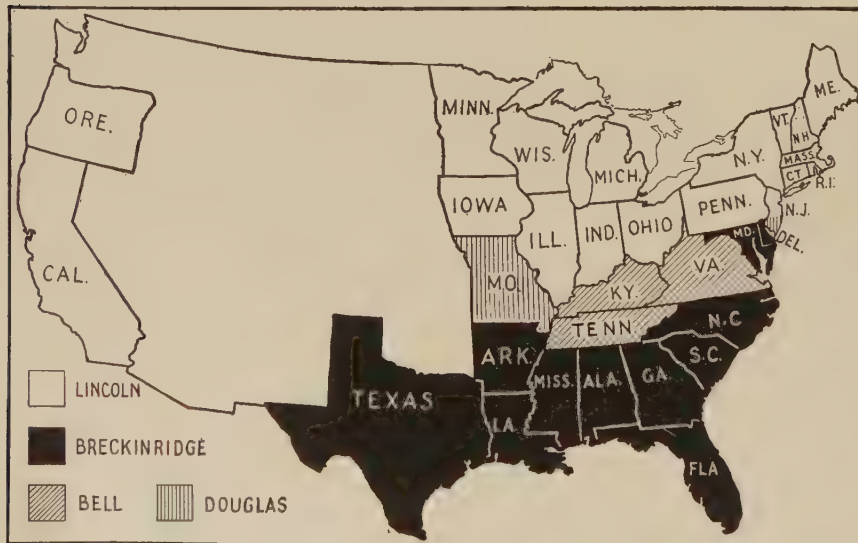 ME.
MINN.
VT.
N.H.
ORE.
WIS.
N.Y.
MASS.
MICH.
CT.
R.I.
IOWA
PENN.
N.J.
ILL.
IND.
OHIO
MD.
DEL.
CAL.
MO.
KY.
VA.
TENN.
N.C
ARK.
S.C.
MISS.
ALA.
GA.
TEXAS
LA.
FLA
LINCOLN
BRECKINRIDGE
BELL
DOUGLAS